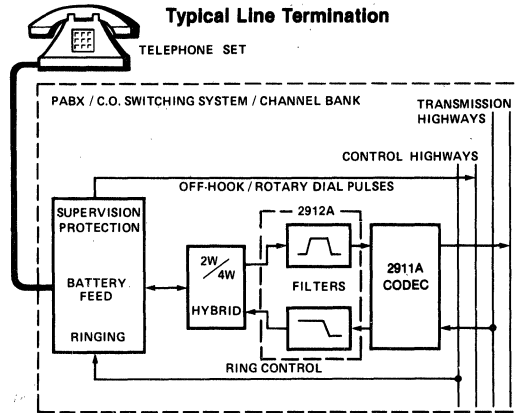 Typical Line Termination
TELEPHONE SET
PABX / C.O. SWITCHING SYSTEM / CHANNEL BANK
TRANSMISSION
HIGHWAYS
CONTROL HIGHWAYS
OFF-HOOK / ROTARY DIAL PULSES
SUPERVISION
PROTECTION
BATTERY
FEED
RINGING
2W/4W
HYBRID
2912A
FILTERS
2911A
CODEC
RING CONTROL